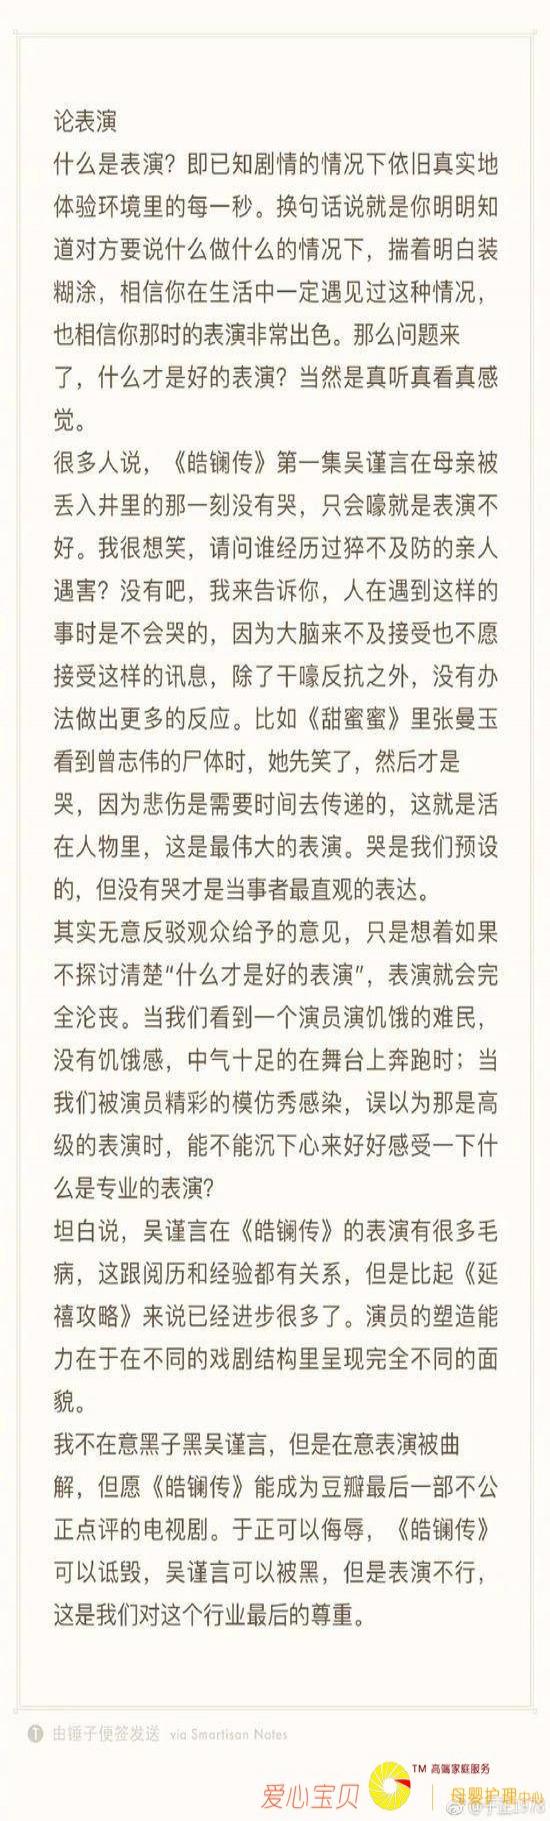 论表演
什么是表演？即已知剧情的情况下依旧真实地
体验环境里的每一秒。换句话说就是你明明知
道对方要说什么做什么的情况下，揣着明白装
糊涂，相信你在生活中一定遇见过这种情况，
也相信你那时的表演非常出色。那么问题来
了，什么才是好的表演？当然是真听真看真感
觉。
很多人说，《皓镧传》第一集吴谨言在母亲被
丢入井里的那一刻没有哭，只会嚎就是表演不
好。我很想笑，请问谁经历过猝不及防的亲人
遇害？没有吧，我来告诉你，人在遇到这样的
事时是不会哭的，因为大脑来不及接受也不愿
接受这样的讯息，除了干嚎反抗之外，没有办
法做出更多的反应。比如《甜蜜蜜》里张曼玉
看到曾志伟的尸体时，她先笑了，然后才是
哭，因为悲伤是需要时间去传递的，这就是活
在人物里，这是最伟大的表演。哭是我们预设
的，但没有哭才是当事者最直观的表达。
其实无意反驳观众给予的意见，只是想着如果
不探讨清楚“什么才是好的表演”，表演就会完
全沦丧。当我们看到一个演员演饥饿的难民，
没有饥饿感，中气十足的在舞台上奔跑时；当
我们被演员精彩的模仿秀感染，误以为那是高
级的表演时，能不能沉下心来好好感受一下什
么是专业的表演？
坦白说，吴谨言在《皓镧传》的表演有很多毛
病，这跟阅历和经验都有关系，但是比起《延
禧攻略》来说已经进步很多了。演员的塑造能
力在于在不同的戏剧结构里呈现完全不同的面
貌。
我不在意黑子黑吴谨言，但是在意表演被曲
解，但愿《皓镧传》能成为豆瓣最后一部不公
正点评的电视剧。于正可以侮辱，《皓镧传》
可以诋毁，吴谨言可以被黑，但是表演不行，
这是我们对这个行业最后的尊重。
T 由锤子便签发送 via Smartisan Notes
爱心宝贝 TM 高端家庭服务
母婴护理中心
@于正1978